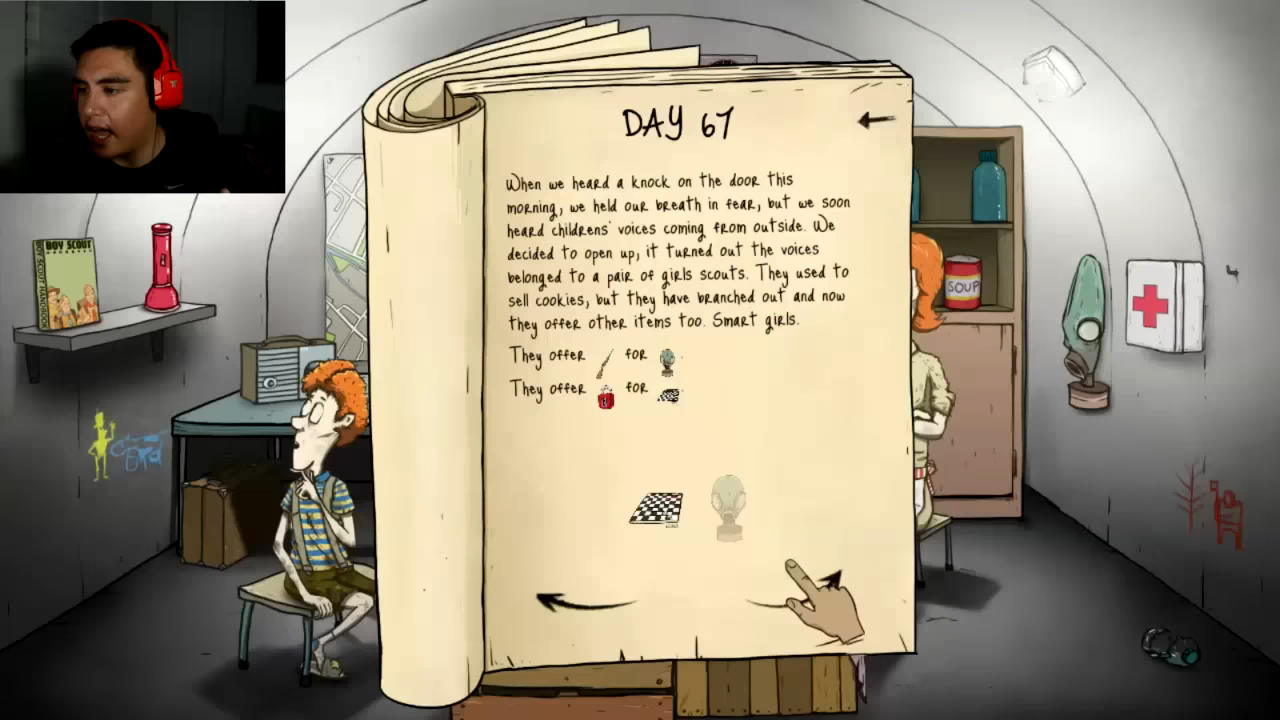 DAY 67
When we heard a knock on the door this
morning, we held our breath in fear, but we soon
heard childrens' voices coming from outside. We
decided to open up, it turned out the voices
belonged to a pair of girls scouts. They used to
sell cookies, but they have branched out and now
they offer other items too. Smart girls.
They offer for
They offer for
BOY SCOUT
BOY SCOUT HANDBOOK
SOUP